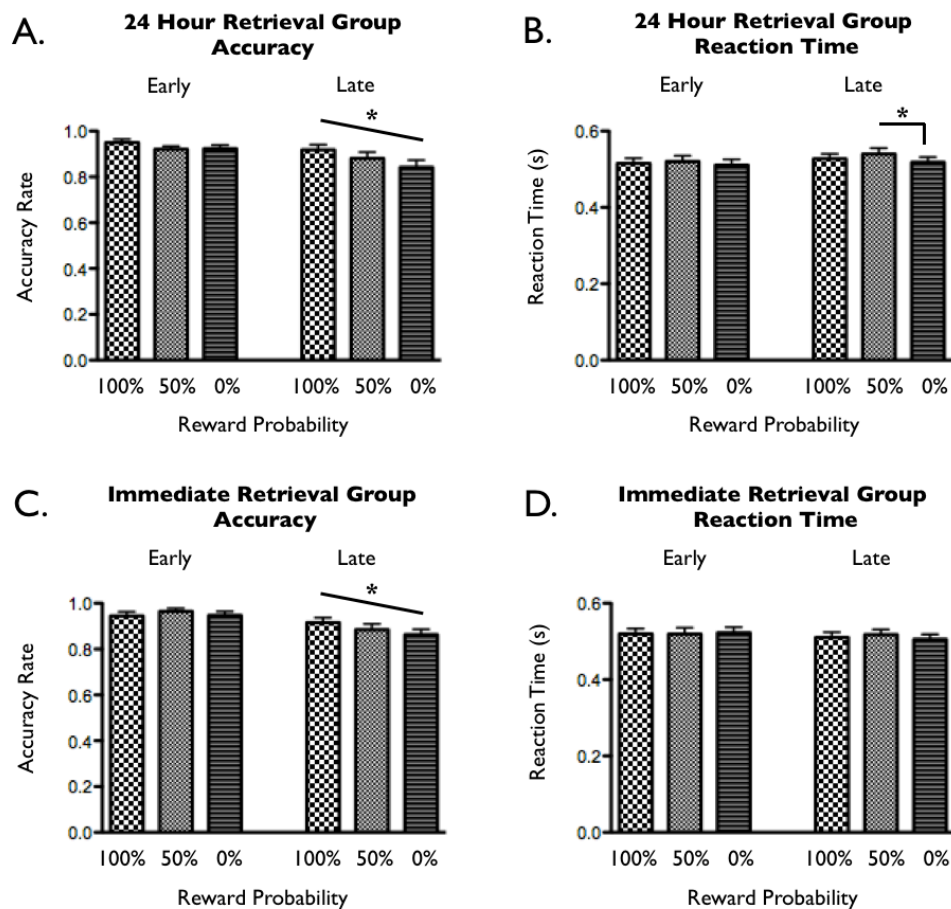 A.
24 Hour Retrieval Group
Accuracy
Early Late
*
Accuracy Rate
1.0
0.8
0.6
0.4
0.2
0.0
100% 50% 0% 100% 50% 0%
Reward Probability
B.
24 Hour Retrieval Group
Reaction Time
Early Late
*
Reaction Time (s)
0.6
0.4
0.2
0.0
100% 50% 0% 100% 50% 0%
Reward Probability
C.
Immediate Retrieval Group
Accuracy
Early Late
*
Accuracy Rate
1.0
0.8
0.6
0.4
0.2
0.0
100% 50% 0% 100% 50% 0%
Reward Probability
D.
Immediate Retrieval Group
Reaction Time
Early Late
Reaction Time (s)
0.6
0.4
0.2
0.0
100% 50% 0% 100% 50% 0%
Reward Probability